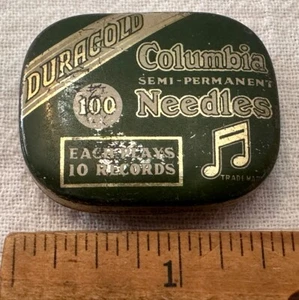 DURAGOLD
Columbia
SEMI-PERMANENT
100
Needles
EACH PLAYS
10 RECORDS
TRADE MARK
1